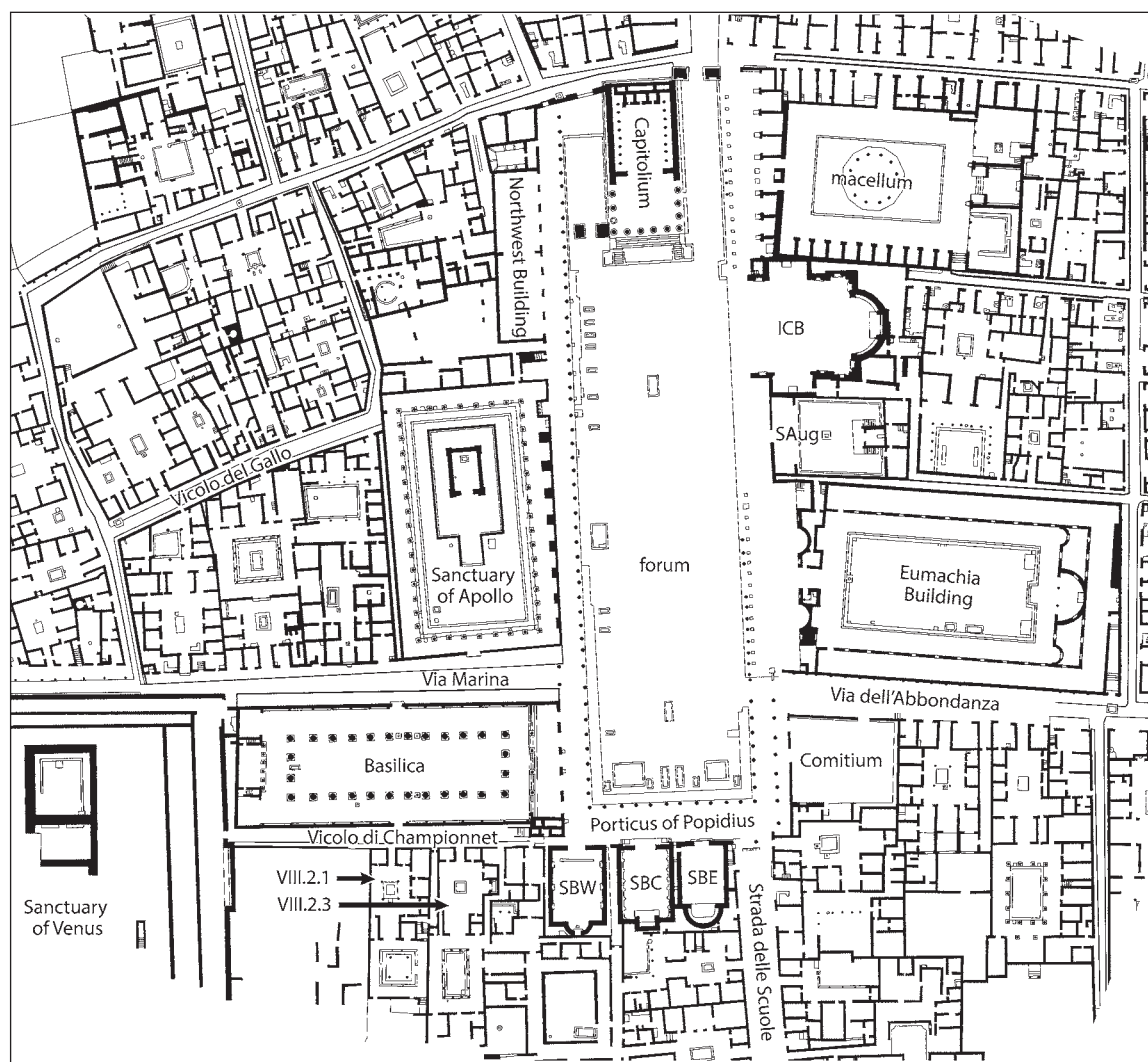 Capitolium
macellum
Northwest Building
ICB
SAug
Vicolo del Gallo
forum
Sanctuary
of Apollo
Eumachia
Building
Via Marina
Via dell'Abbondanza
Basilica
Comitium
Porticus of Popidius
Vicolo di Championnet
VIII.2.1
VIII.2.3
SBW
SBC
SBE
Sanctuary
of Venus
Strada delle Scuole